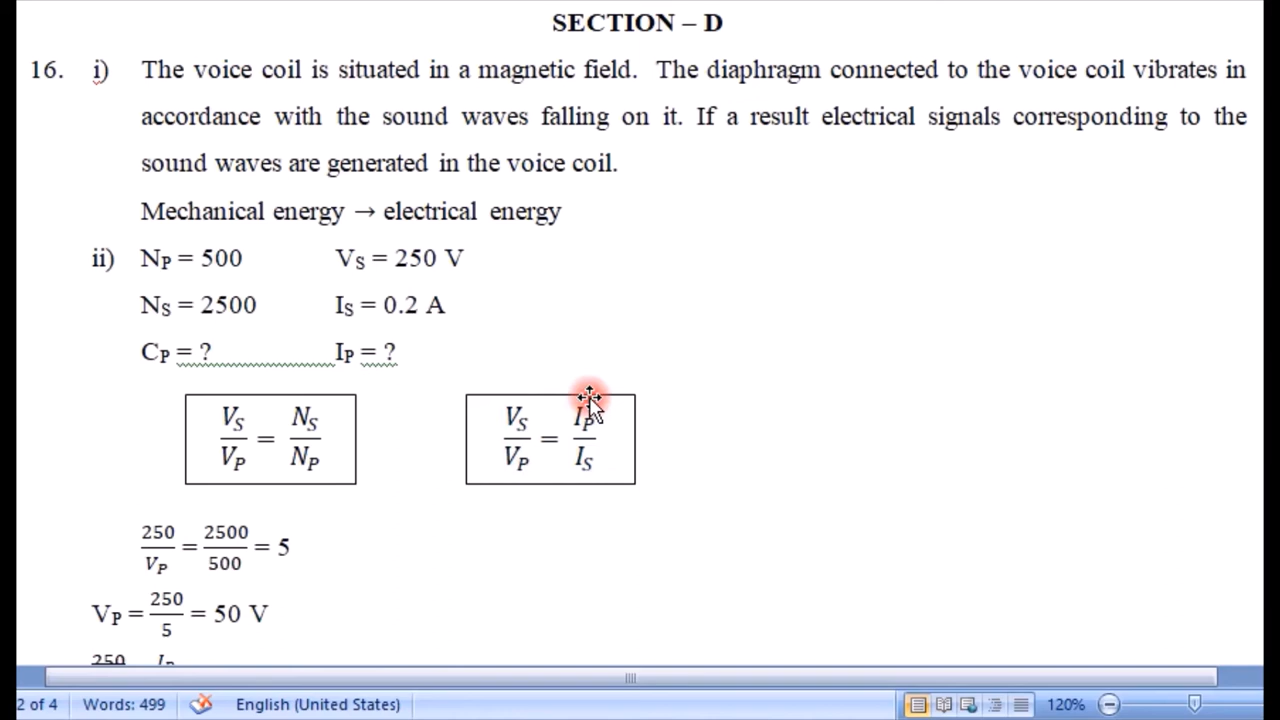 SECTION – D
16. i) The voice coil is situated in a magnetic field. The diaphragm connected to the voice coil vibrates in
accordance with the sound waves falling on it. If a result electrical signals corresponding to the
sound waves are generated in the voice coil.
Mechanical energy → electrical energy
ii) NP = 500 VS = 250 V
NS = 2500 IS = 0.2 A
CP = ? IP = ?
VS/VP = NS/NP VS/VP = IP/IS
250/VP = 2500/500 = 5
VP = 250/5 = 50 V
250 IP
2 of 4 Words: 499 English (United States) 120%